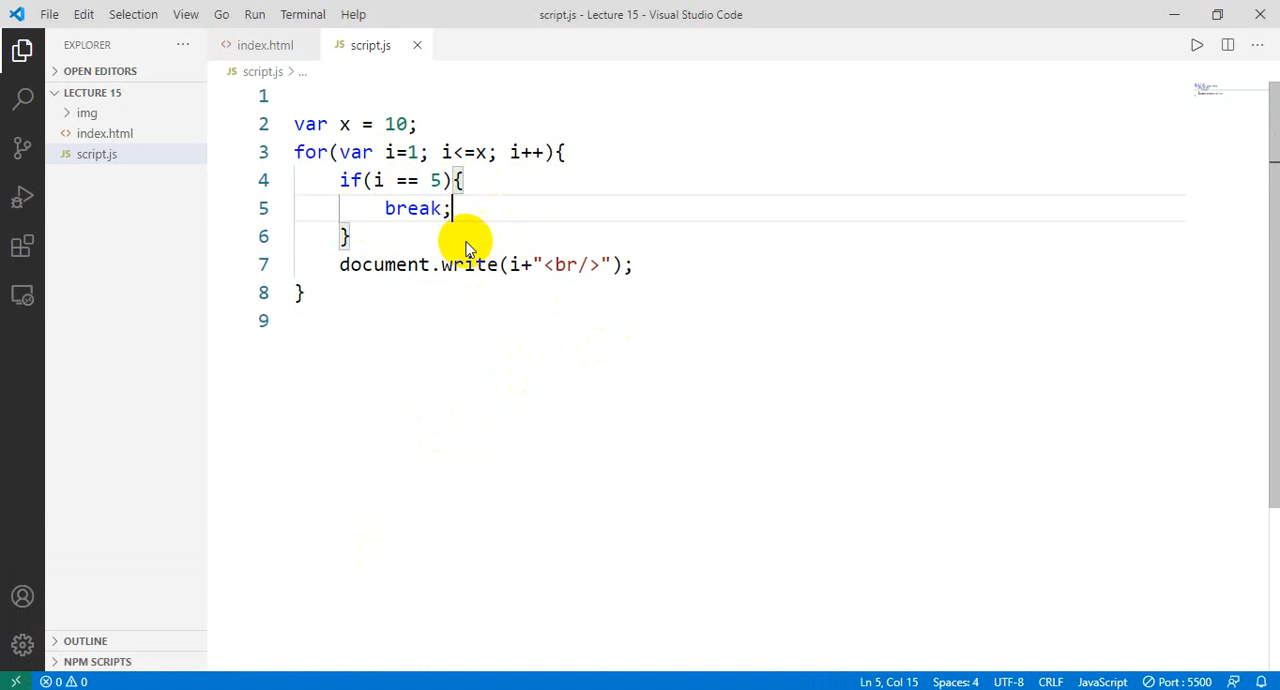 File Edit Selection View Go Run Terminal Help script.js - Lecture 15 - Visual Studio Code
EXPLORER ... <> index.html JS script.js
OPEN EDITORS JS script.js > ...
LECTURE 15
img
<> index.html
JS script.js
1
2 var x = 10;
3 for(var i=1; i<=x; i++){
4 if(i == 5){
5 break;
6 }
7 document.write(i+"<br/>");
8 }
9
OUTLINE
NPM SCRIPTS
0 0 Ln 5, Col 15 Spaces: 4 UTF-8 CRLF JavaScript Port : 5500